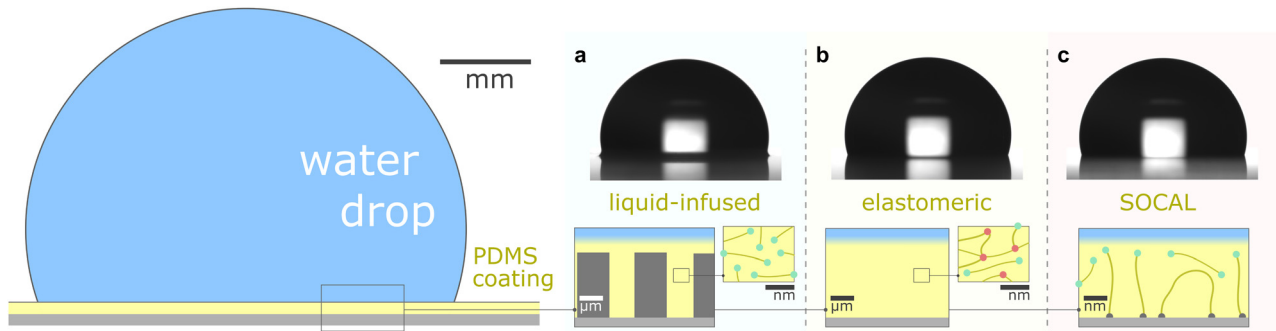 water
drop
mm
PDMS
coating
a
liquid-infused
µm
nm
b
elastomeric
µm
nm
c
SOCAL
nm